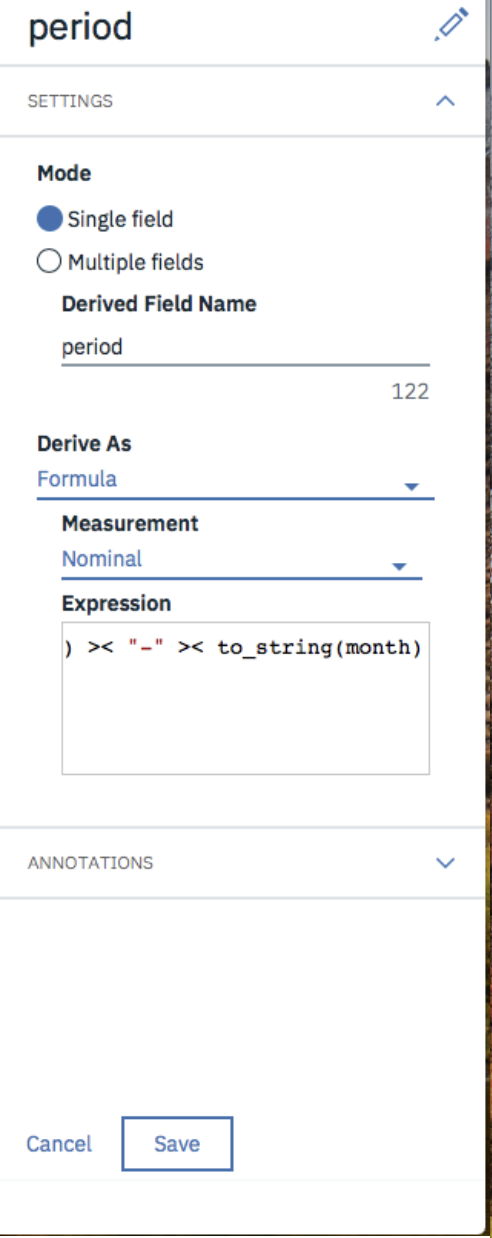 period
SETTINGS
Mode
Single field
Multiple fields
Derived Field Name
period
122
Derive As
Formula
Measurement
Nominal
Expression
) >< "-" >< to_string(month)
ANNOTATIONS
Cancel
Save